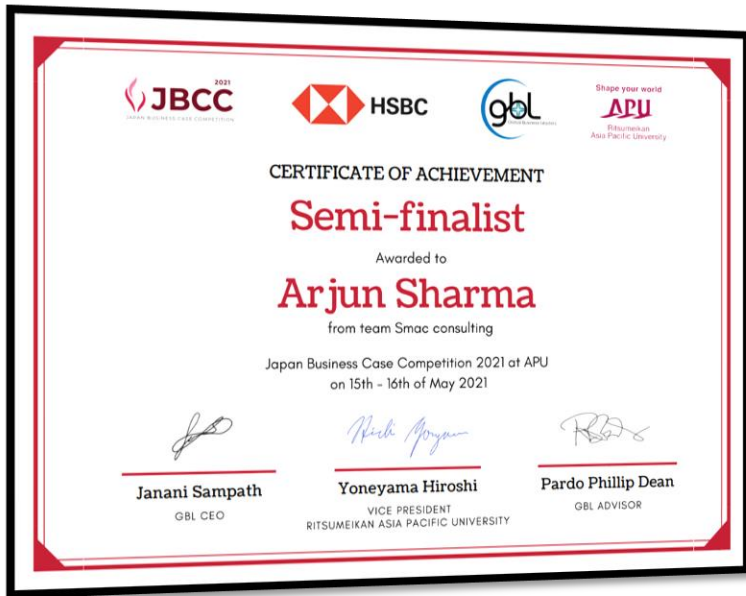 2021
JBCC
JAPAN BUSINESS CASE COMPETITION
HSBC
gbl
Shape your world
APU
Ritsumeikan
Asia Pacific University
CERTIFICATE OF ACHIEVEMENT
Semi-finalist
Awarded to
Arjun Sharma
from team Smac consulting
Japan Business Case Competition 2021 at APU
on 15th - 16th of May 2021
Janani Sampath
GBL CEO
Yoneyama Hiroshi
VICE PRESIDENT
RITSUMEIKAN ASIA PACIFIC UNIVERSITY
Pardo Phillip Dean
GBL ADVISOR